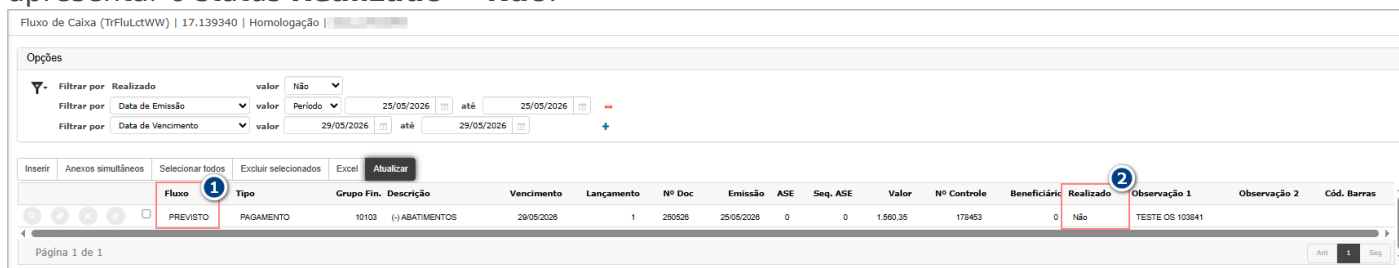 Fluxo de Caixa (TrFluLctWW) | 17.139340 | Homologação |
Opções
Filtrar por Realizado valor Não
Filtrar por Data de Emissão valor Período 25/05/2026 até 25/05/2026
Filtrar por Data de Vencimento valor 29/05/2026 até 29/05/2026
Inserir Anexos simultâneos Selecionar todos Excluir selecionados Excel Atualizar
1 2
Fluxo Tipo Grupo Fin. Descrição Vencimento Lançamento Nº Doc Emissão ASE Seq. ASE Valor Nº Controle Beneficiário Realizado Observação 1 Observação 2 Cód. Barras
PREVISTO PAGAMENTO 10103 (-) ABATIMENTOS 29/05/2026 1 250526 25/05/2026 0 0 1.560,35 178453 0 Não TESTE OS 103841
Página 1 de 1 Ant 1 Seg